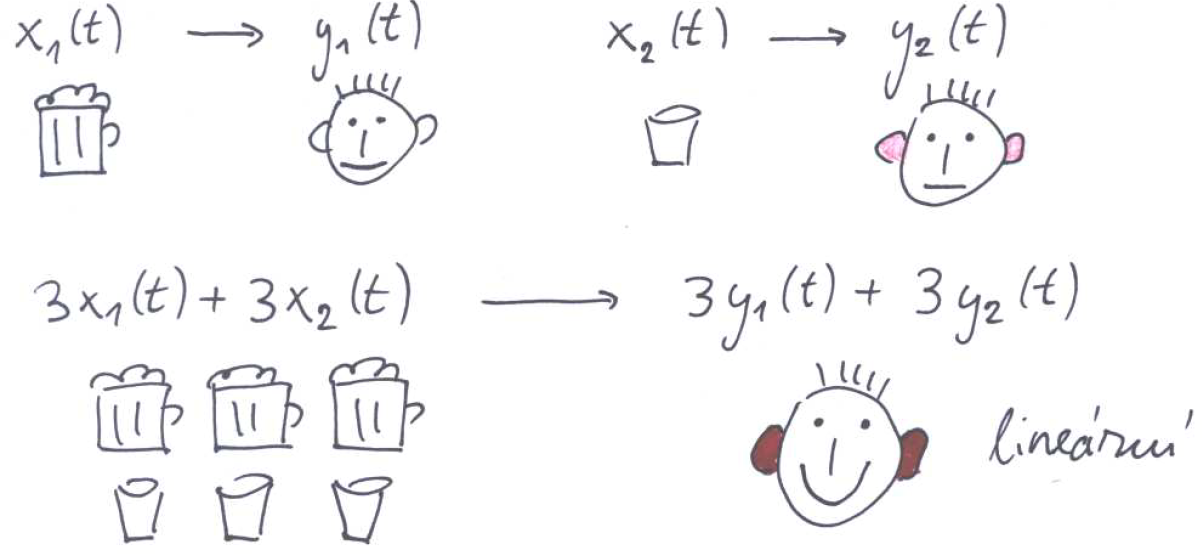 x₁(t) → y₁(t)
x₂(t) → y₂(t)
3x₁(t) + 3x₂(t) → 3y₁(t) + 3y₂(t)
lineární